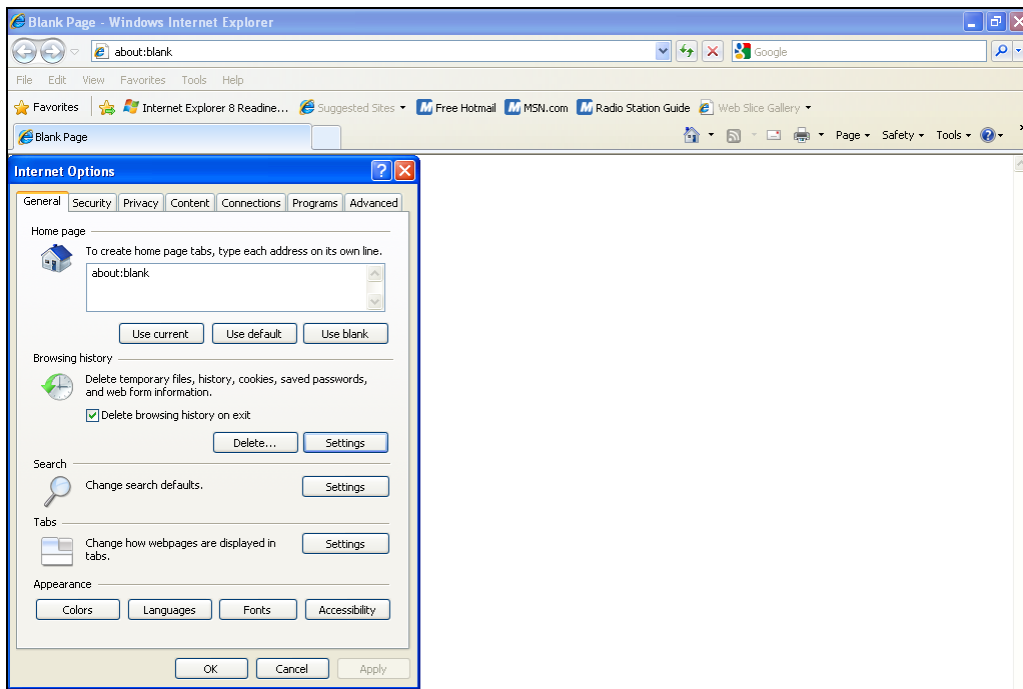 Blank Page - Windows Internet Explorer
about:blank
Google
File Edit View Favorites Tools Help
Favorites Internet Explorer 8 Readine... Suggested Sites Free Hotmail MSN.com Radio Station Guide Web Slice Gallery
Blank Page Page Safety Tools
Internet Options
General Security Privacy Content Connections Programs Advanced
Home page
To create home page tabs, type each address on its own line.
about:blank
Use current Use default Use blank
Browsing history
Delete temporary files, history, cookies, saved passwords,
and web form information.
Delete browsing history on exit
Delete... Settings
Search
Change search defaults. Settings
Tabs
Change how webpages are displayed in Settings
tabs.
Appearance
Colors Languages Fonts Accessibility
OK Cancel Apply